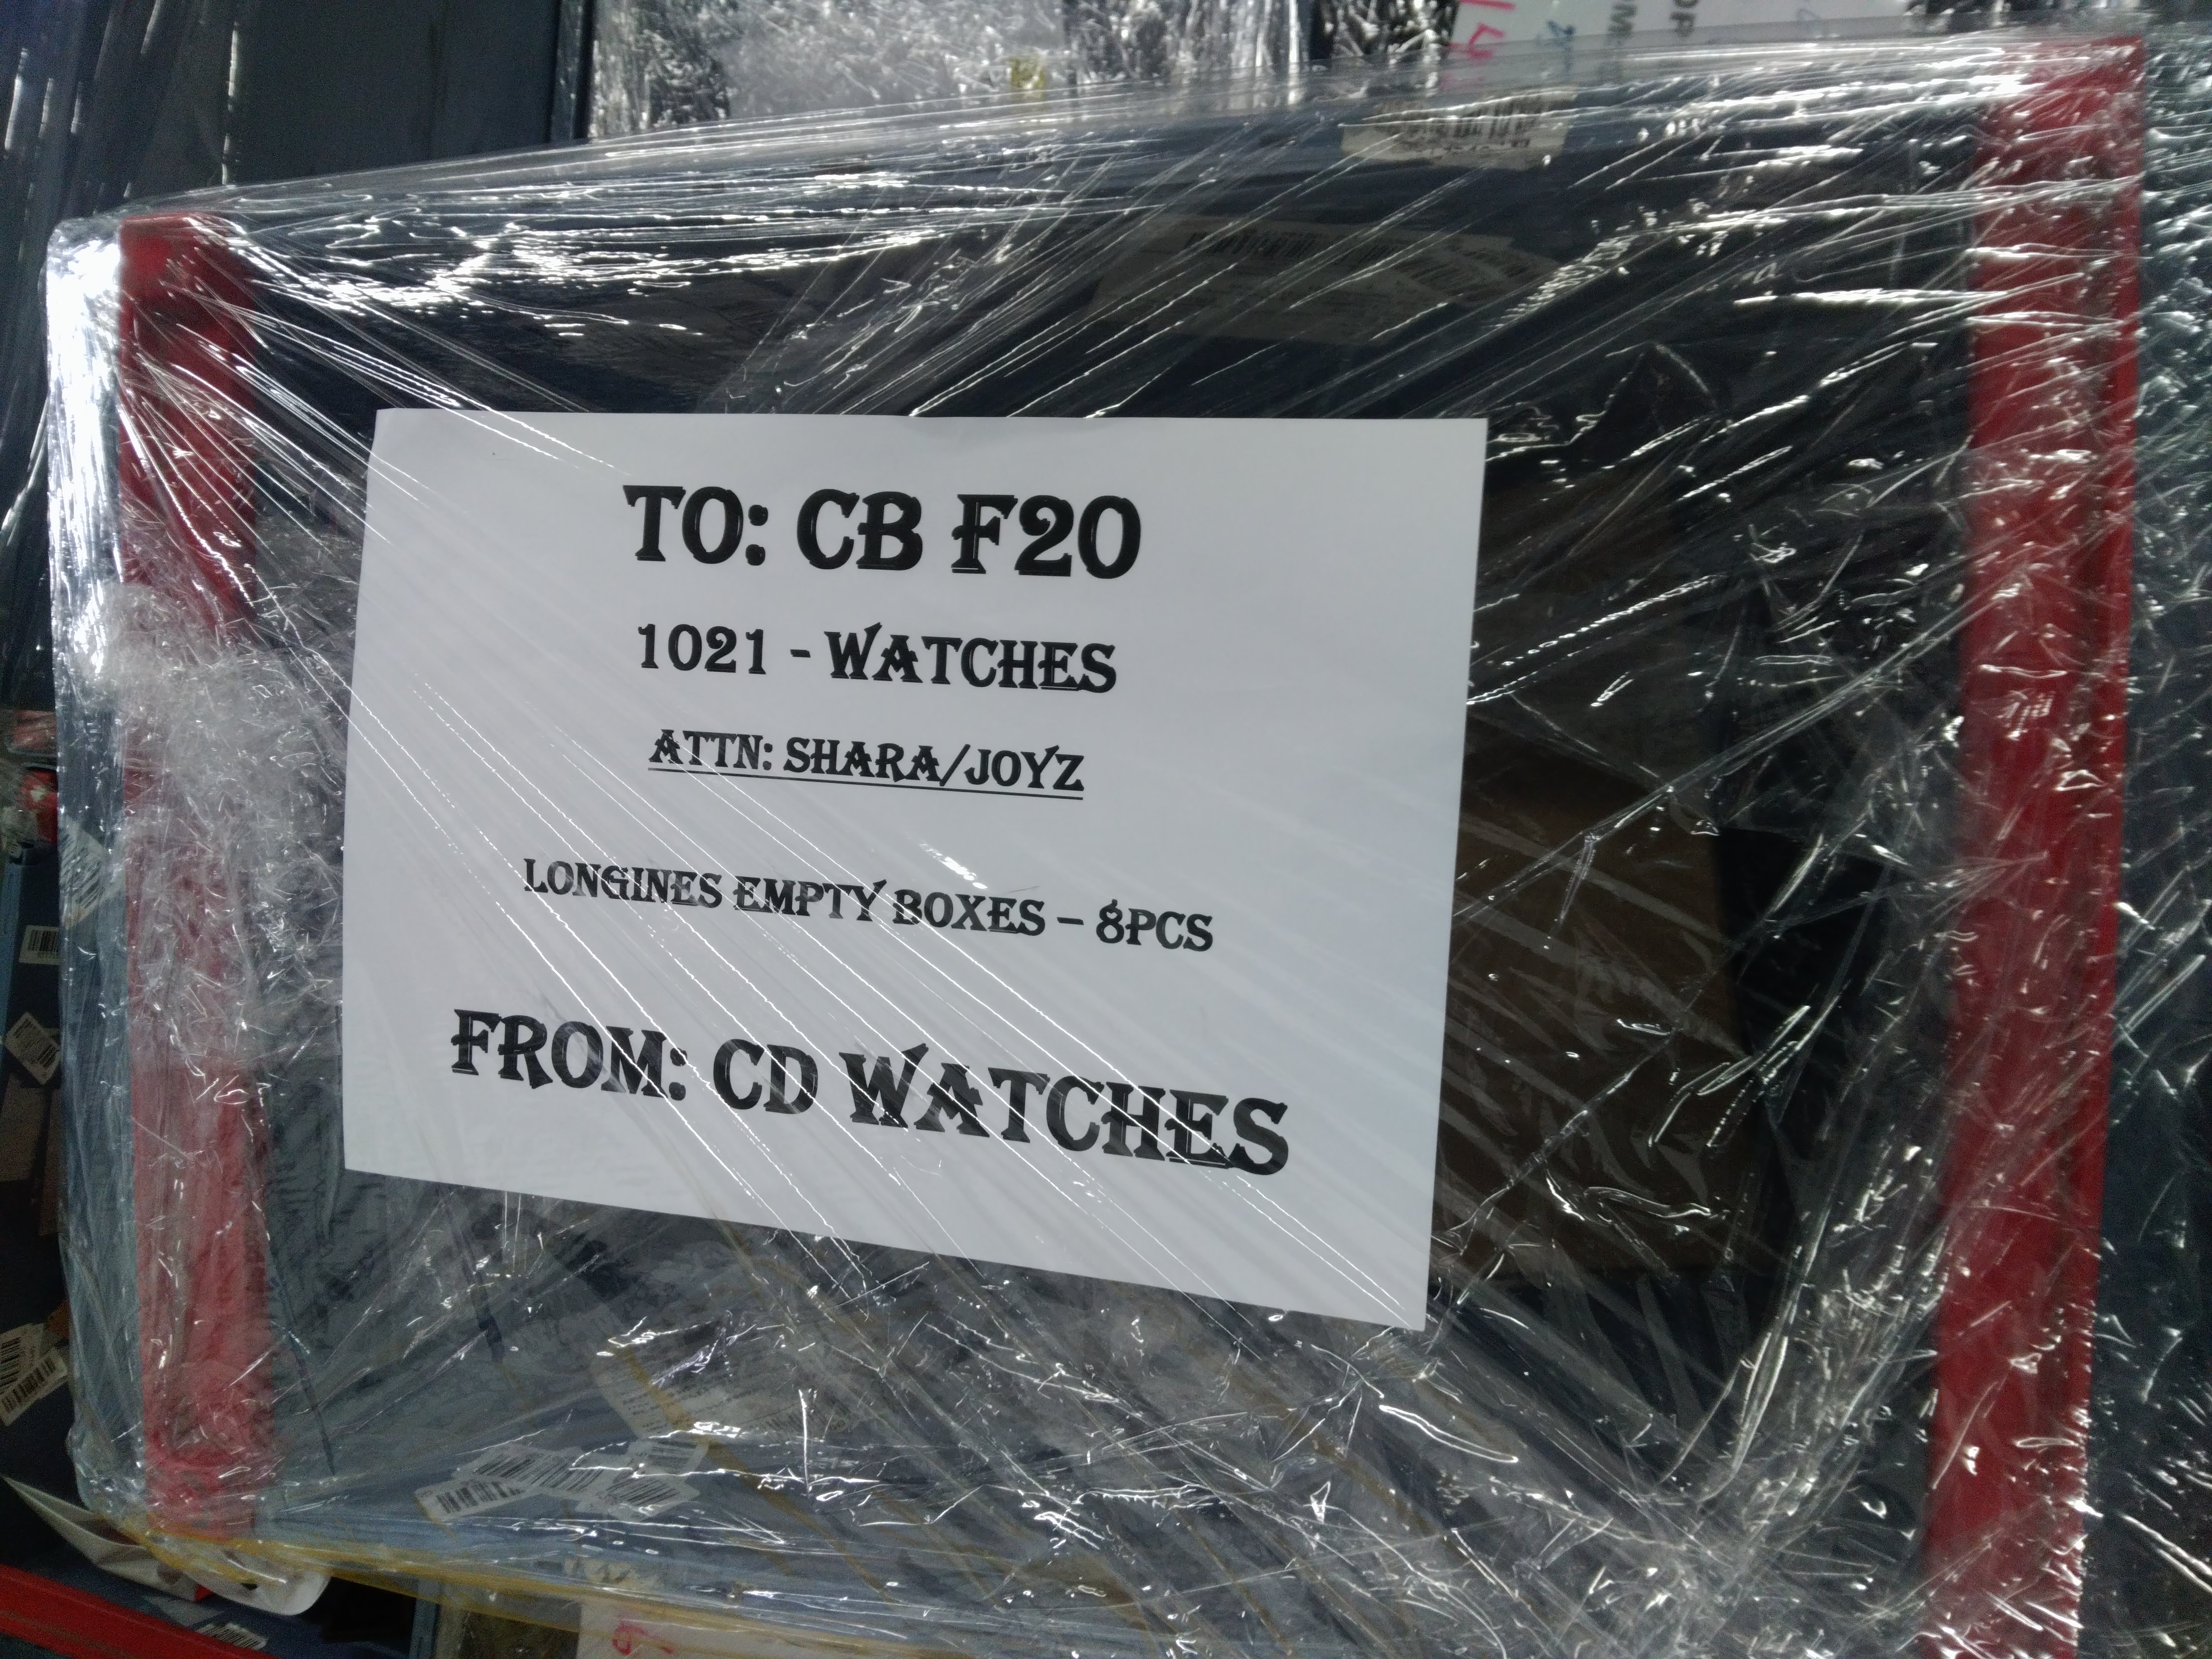 TO: CB F20
1021 - WATCHES
ATTN: SHARA/JOYZ
LONGINES EMPTY BOXES – 8PCS
FROM: CD WATCHES